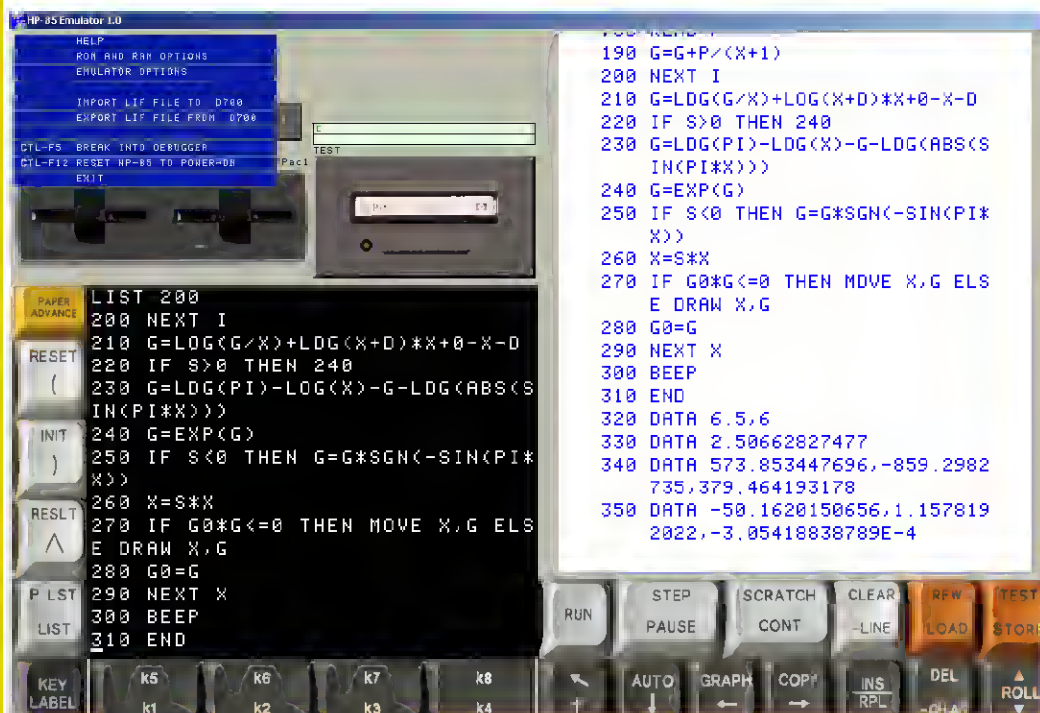 HP-85 Emulator 1.0
HELP
ROM AND RAM OPTIONS
EMULATOR OPTIONS
IMPORT LIF FILE TO D700
EXPORT LIF FILE FROM D700
CTL-F5 BREAK INTO DEBUGGER
CTL-F12 RESET HP-85 TO POWER-ON
EXIT
Pac1
TEST
190 G=G+P/(X+1)
200 NEXT I
210 G=LOG(G/X)+LOG(X+D)*X+0-X-D
220 IF S>0 THEN 240
230 G=LOG(PI)-LOG(X)-G-LOG(ABS(S
IN(PI*X)))
240 G=EXP(G)
250 IF S<0 THEN G=G*SGN(-SIN(PI*
X))
260 X=S*X
270 IF G0*G<=0 THEN MOVE X,G ELS
E DRAW X,G
280 G0=G
290 NEXT X
300 BEEP
310 END
320 DATA 6.5,6
330 DATA 2.50662827477
340 DATA 573.853447696,-859.2982
735,379.464193178
350 DATA -50.1620150656,1.157819
2022,-3.05418838789E-4
LIST 200
200 NEXT I
210 G=LOG(G/X)+LOG(X+D)*X+0-X-D
220 IF S>0 THEN 240
230 G=LOG(PI)-LOG(X)-G-LOG(ABS(S
IN(PI*X)))
240 G=EXP(G)
250 IF S<0 THEN G=G*SGN(-SIN(PI*
X))
260 X=S*X
270 IF G0*G<=0 THEN MOVE X,G ELS
E DRAW X,G
280 G0=G
290 NEXT X
300 BEEP
310 END
PAPER
ADVANCE
RESET
(
INIT
)
RESLT
^
P LST
LIST
KEY
LABEL
k5 k6 k7 k8
k1 k2 k3 k4
RUN
STEP
PAUSE
SCRATCH
CONT
CLEAR
-LINE
REW
LOAD
TEST
STORE
AUTO
GRAPH
COPY
INS
RPL
DEL
-CHAR
ROLL